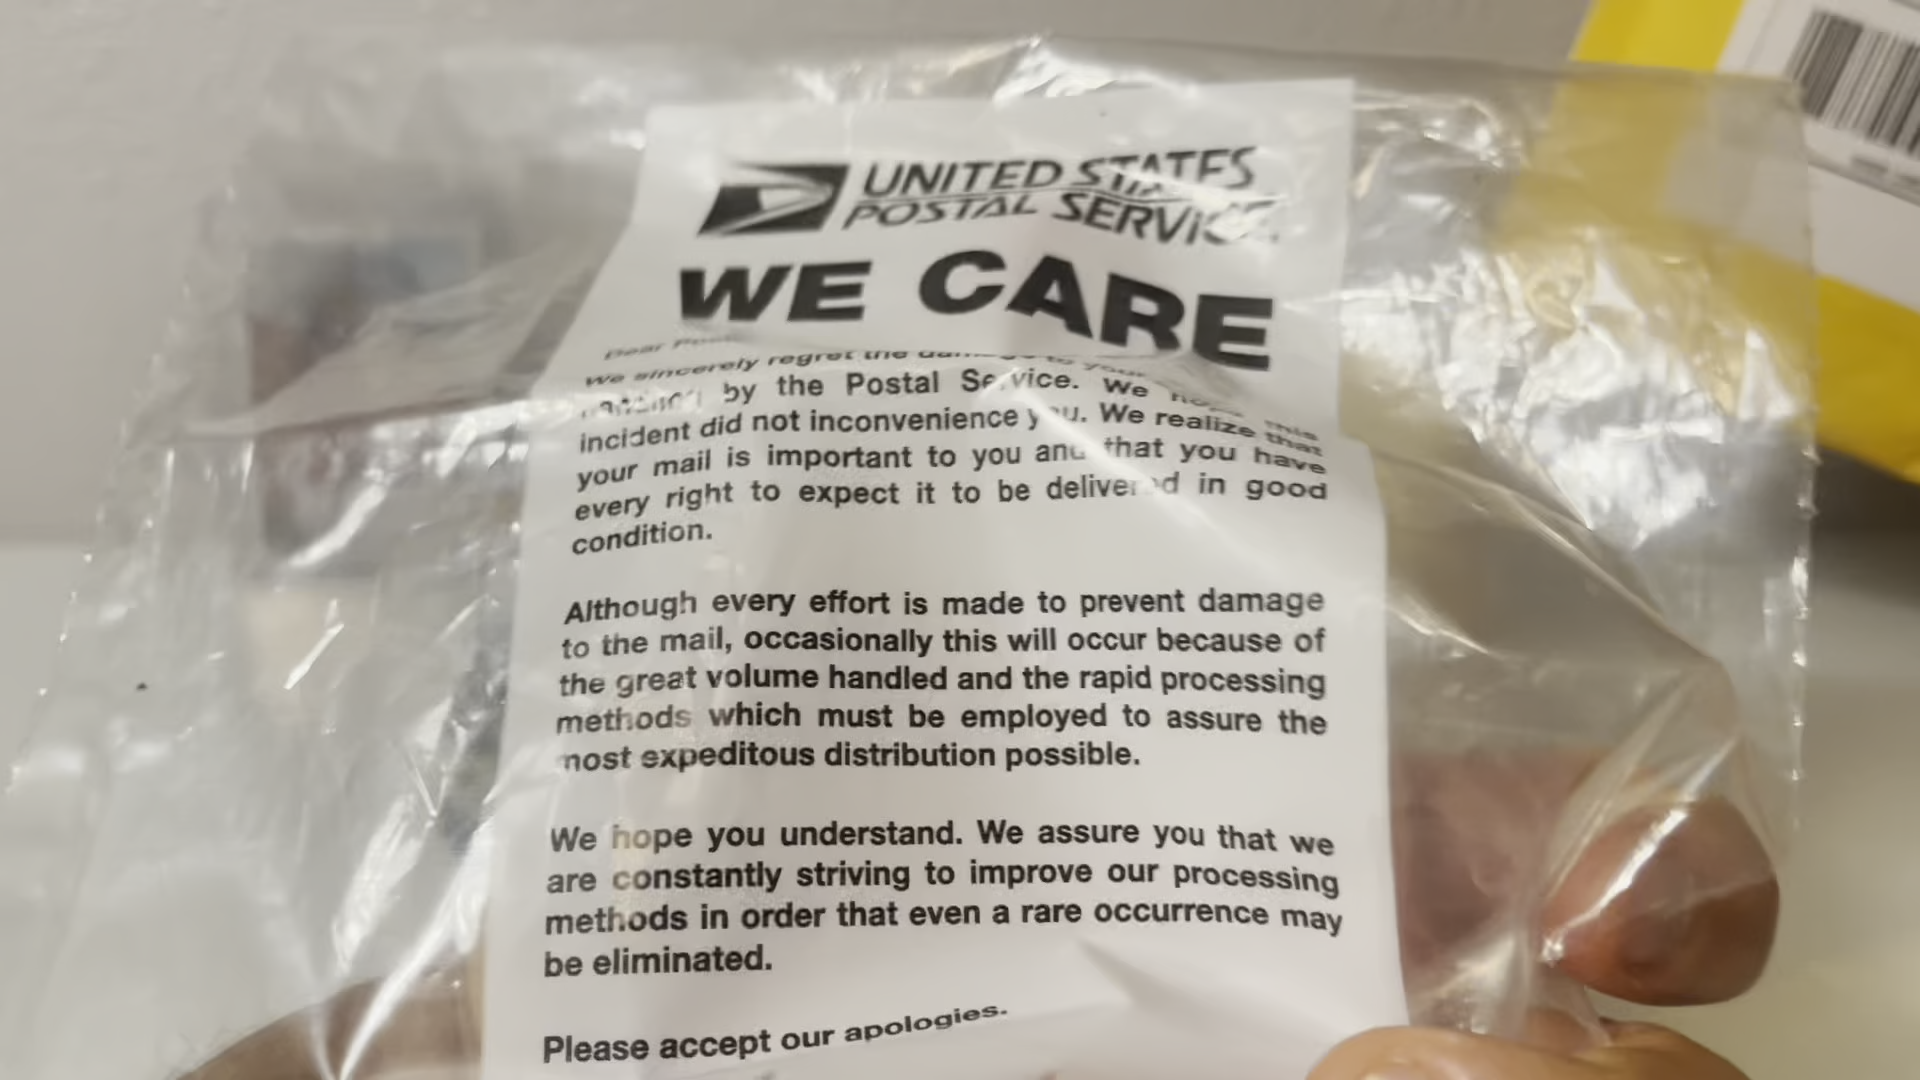 UNITED STATES
POSTAL SERVICE
WE CARE
Dear
We sincerely regret the to your
by the Postal Service. We hope this
incident did not inconvenience you. We realize that
your mail is important to you and that you have
every right to expect it to be delivered in good
condition.
Although every effort is made to prevent damage
to the mail, occasionally this will occur because of
the great volume handled and the rapid processing
methods which must be employed to assure the
most expeditous distribution possible.
We hope you understand. We assure you that we
are constantly striving to improve our processing
methods in order that even a rare occurrence may
be eliminated.
Please accept our apologies.